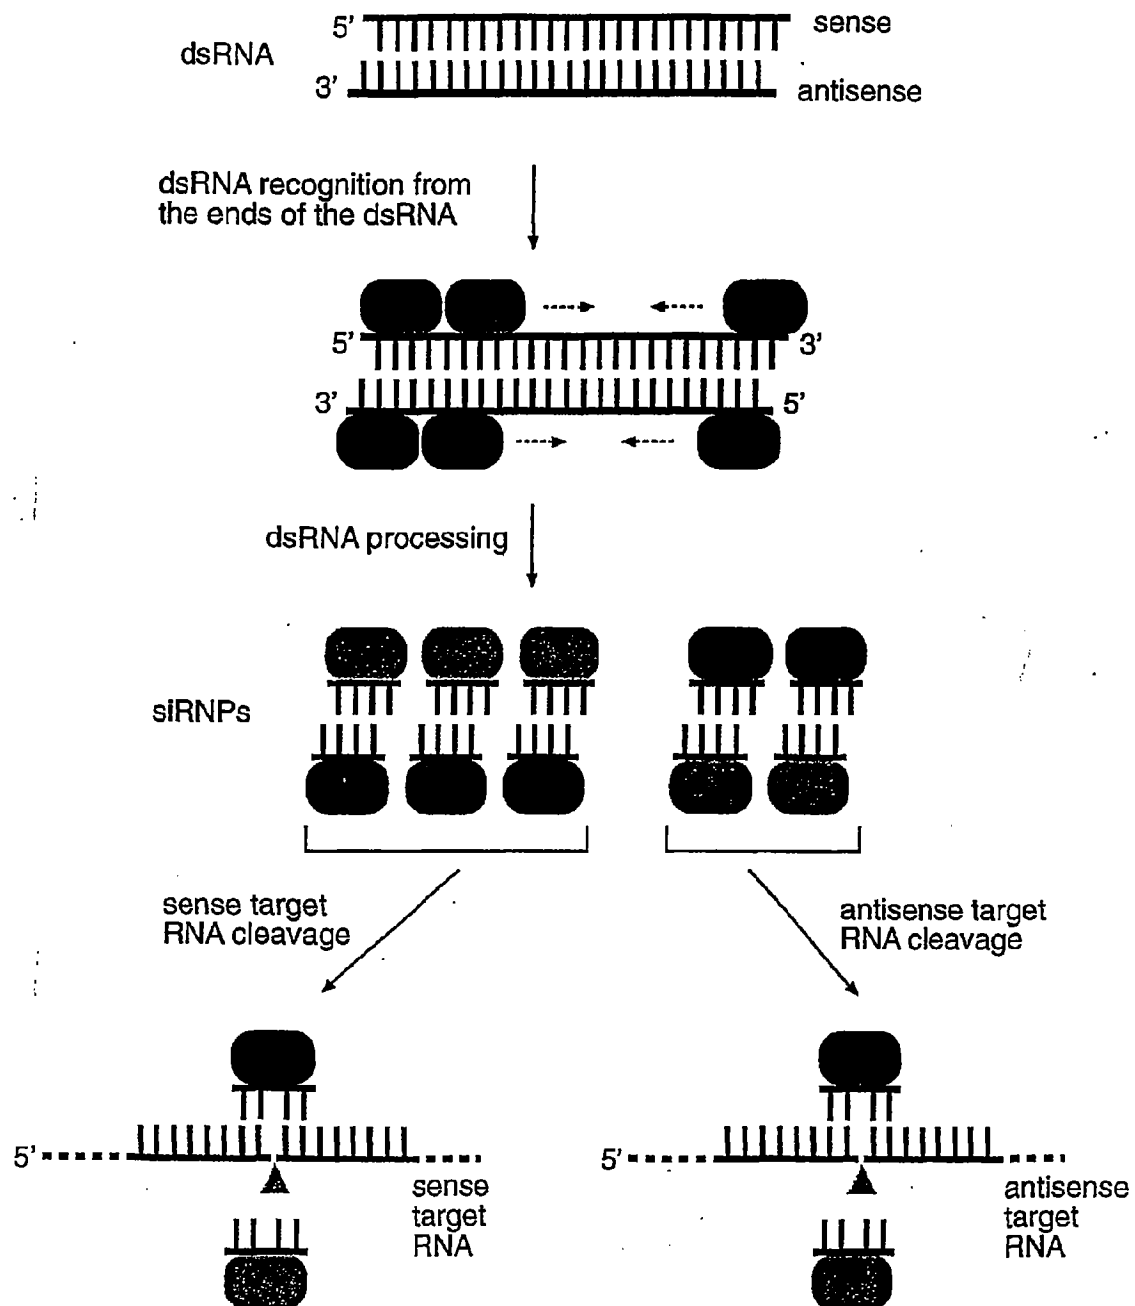 5' sense
dsRNA
3' antisense
dsRNA recognition from
the ends of the dsRNA
5' 3'
3' 5'
dsRNA processing
siRNPs
sense target
RNA cleavage
antisense target
RNA cleavage
5'
sense
target
RNA
5'
antisense
target
RNA